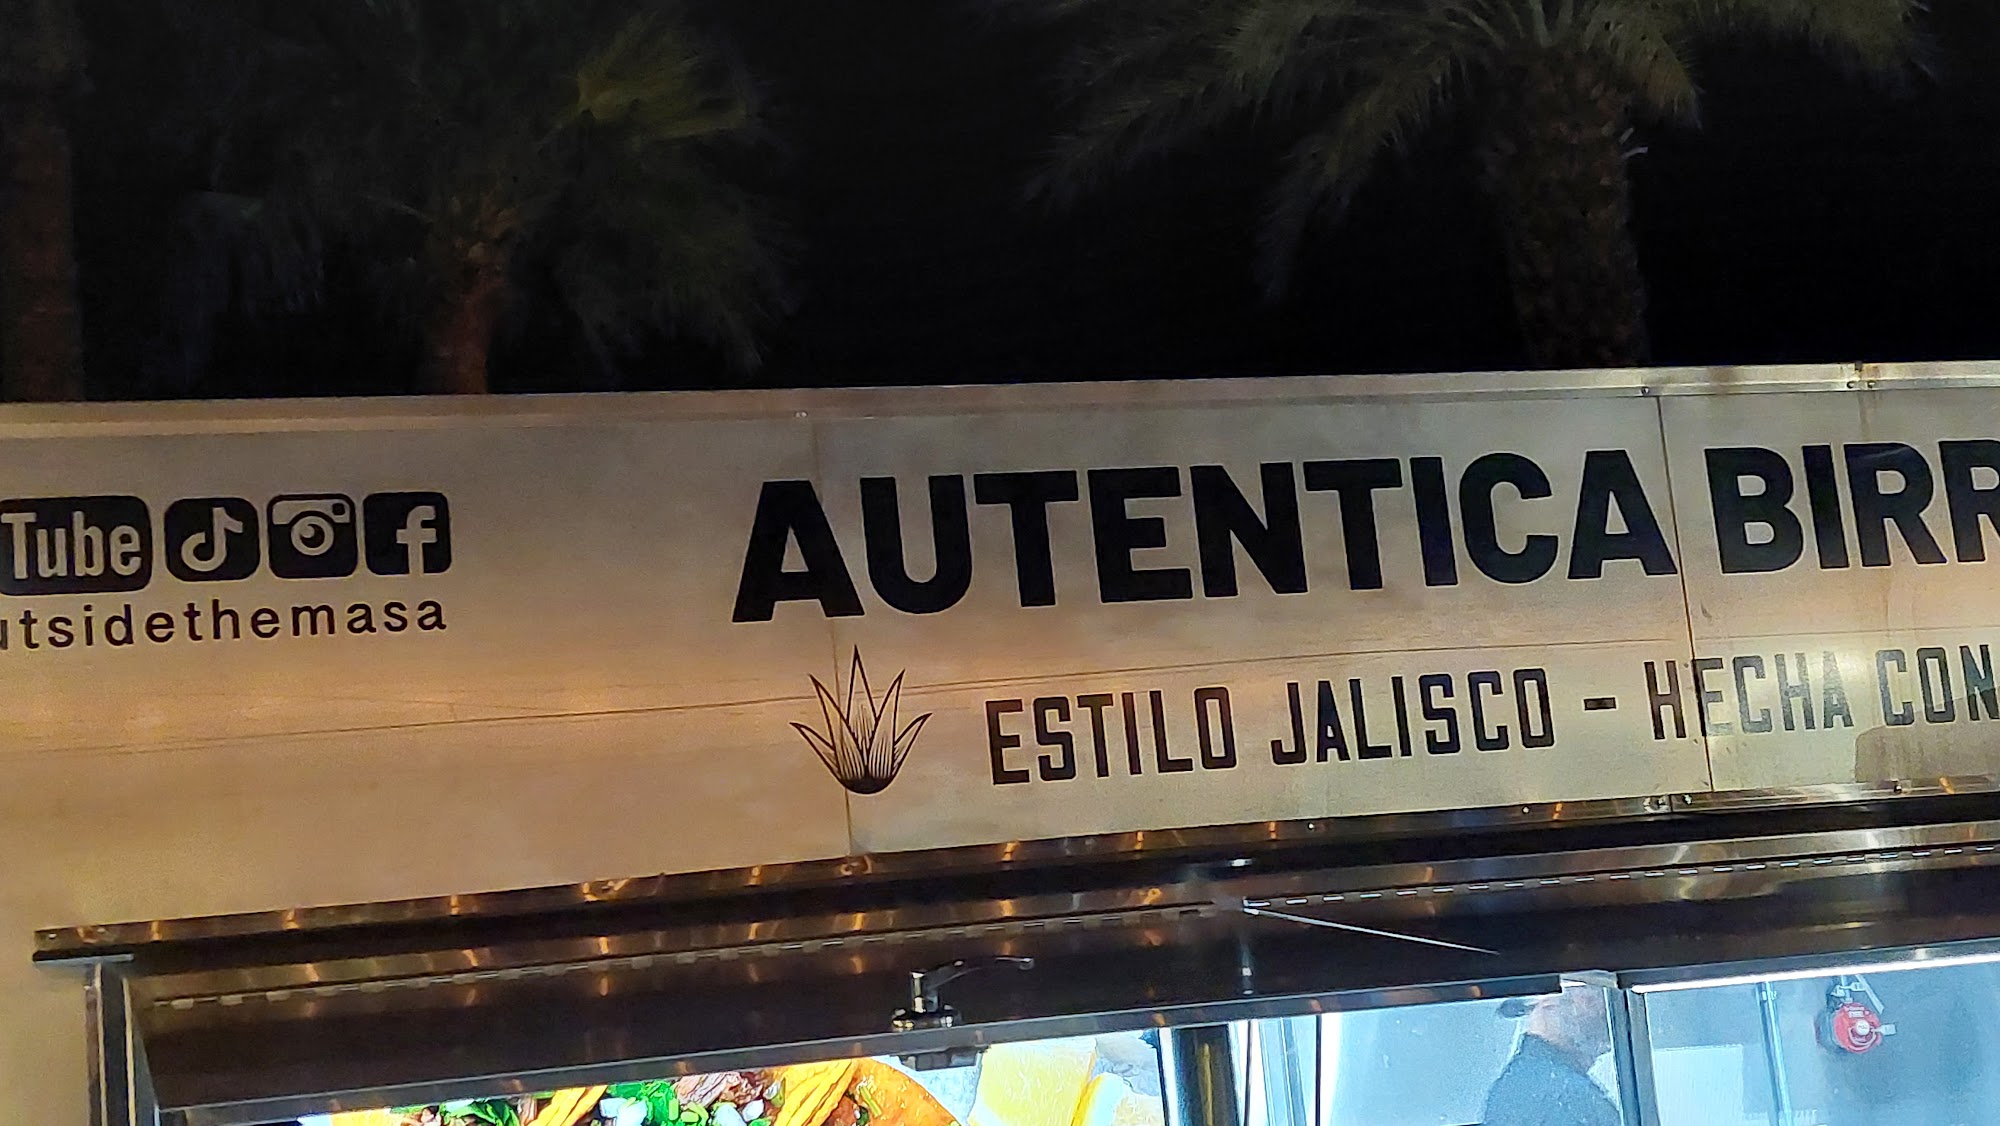 Tube
utsidethemasa
AUTENTICA BIRR
ESTILO JALISCO - HECHA CON